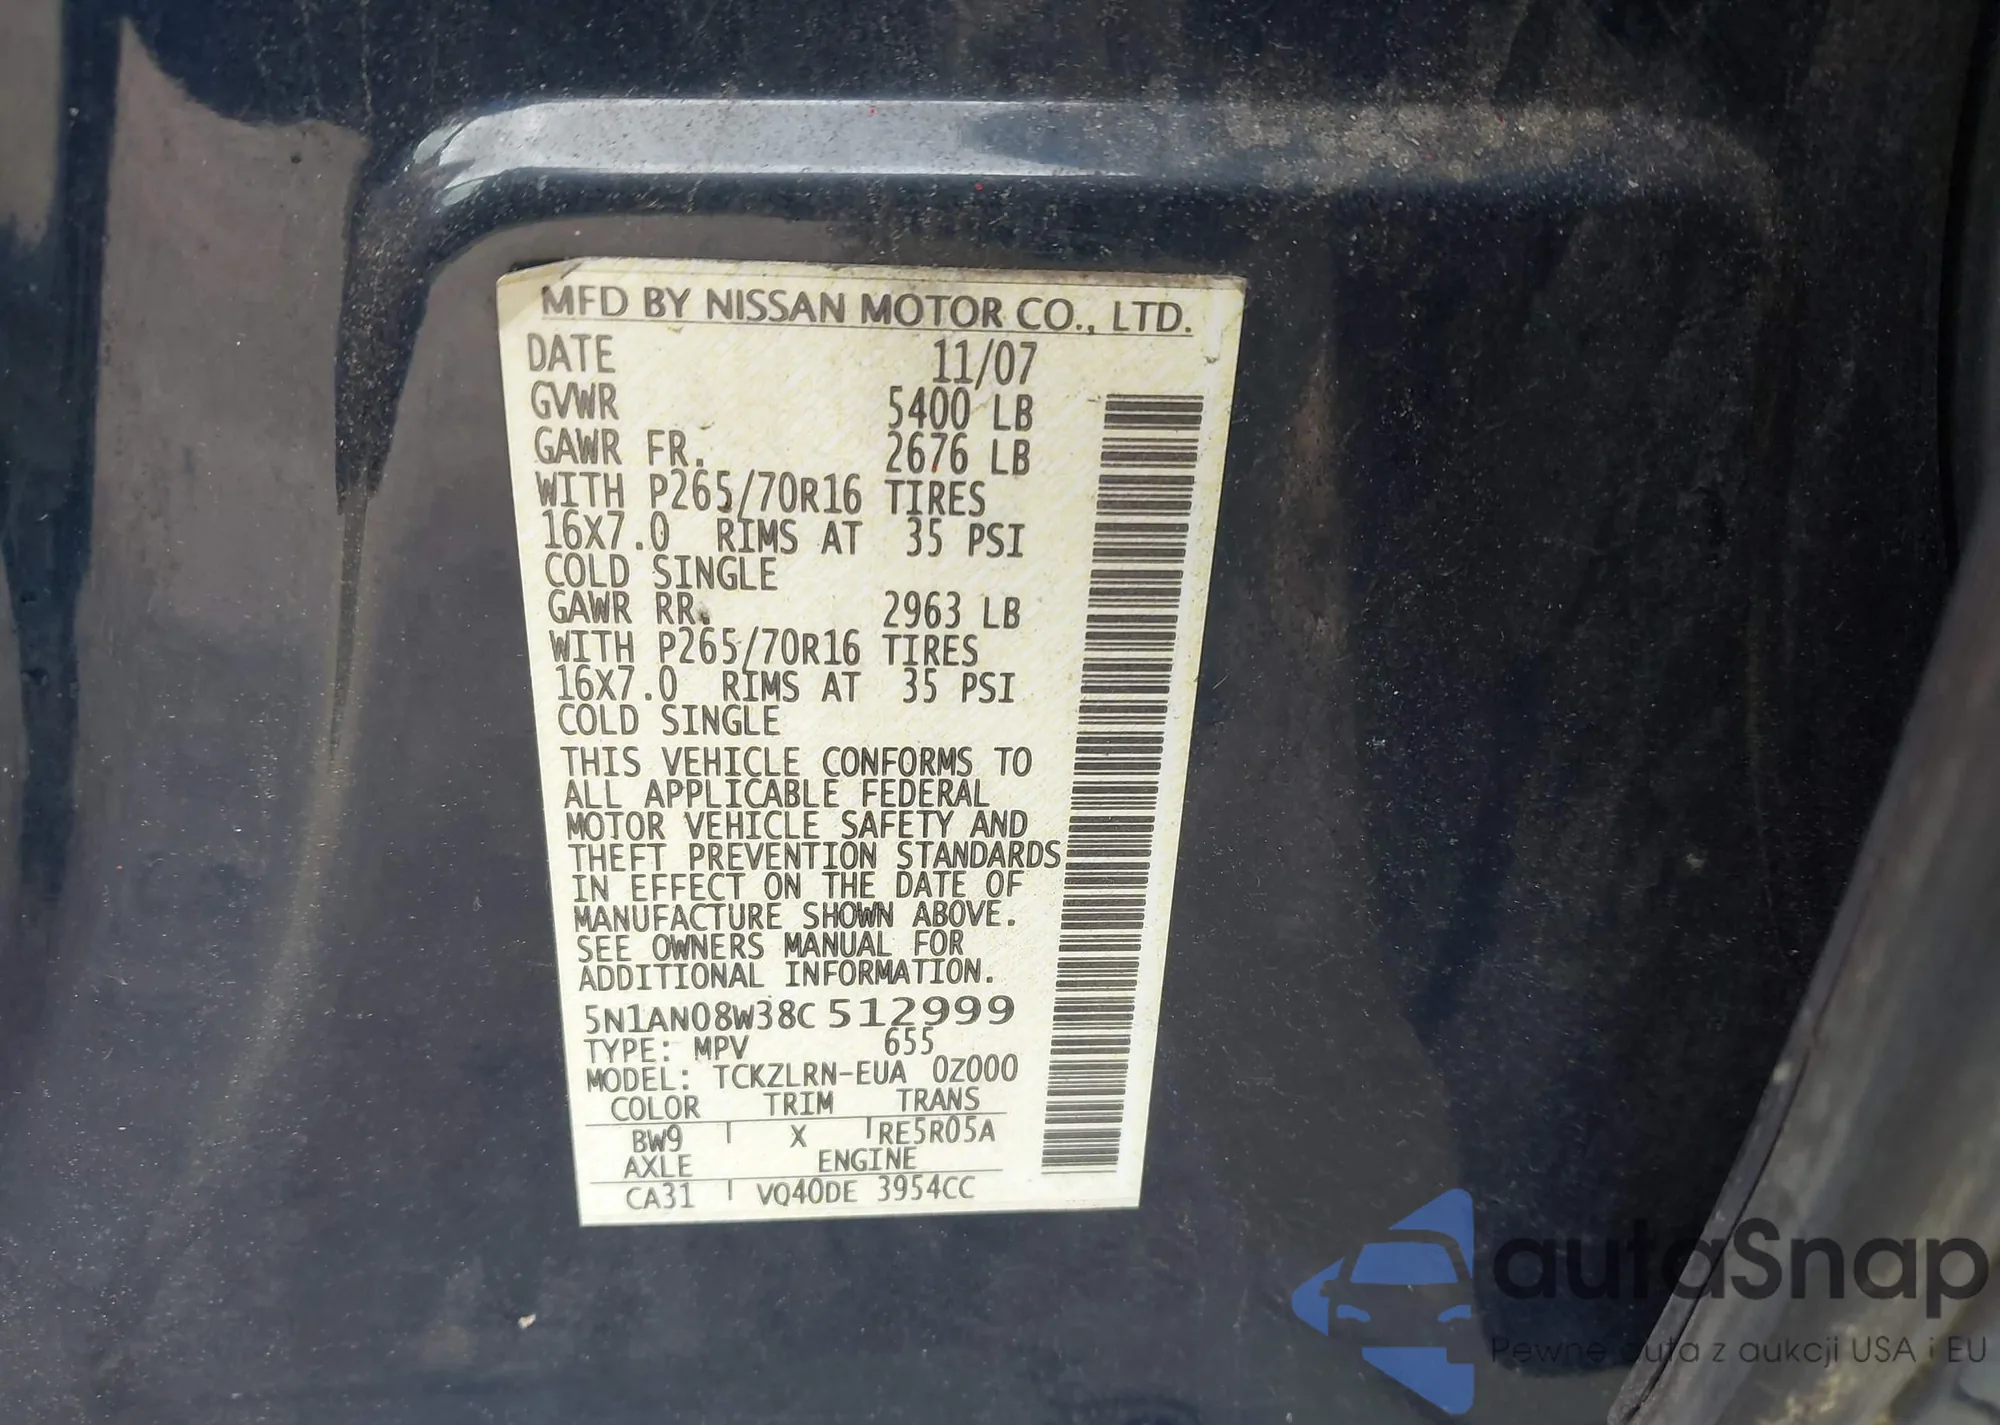 MFD BY NISSAN MOTOR CO., LTD.
DATE 11/07
GVWR 5400 LB
GAWR FR. 2676 LB
WITH P265/70R16 TIRES
16X7.0 RIMS AT 35 PSI
COLD SINGLE
GAWR RR. 2963 LB
WITH P265/70R16 TIRES
16X7.0 RIMS AT 35 PSI
COLD SINGLE
THIS VEHICLE CONFORMS TO
ALL APPLICABLE FEDERAL
MOTOR VEHICLE SAFETY AND
THEFT PREVENTION STANDARDS
IN EFFECT ON THE DATE OF
MANUFACTURE SHOWN ABOVE.
SEE OWNERS MANUAL FOR
ADDITIONAL INFORMATION.
5N1AN08W38C512999
TYPE: MPV 655
MODEL: TCKZLRN-EUA 0Z000
COLOR TRIM TRANS
BW9 X RE5R05A
AXLE ENGINE
CA31 VQ40DE 3954CC
autaSnap
Pewne auta z aukcji USA i EU